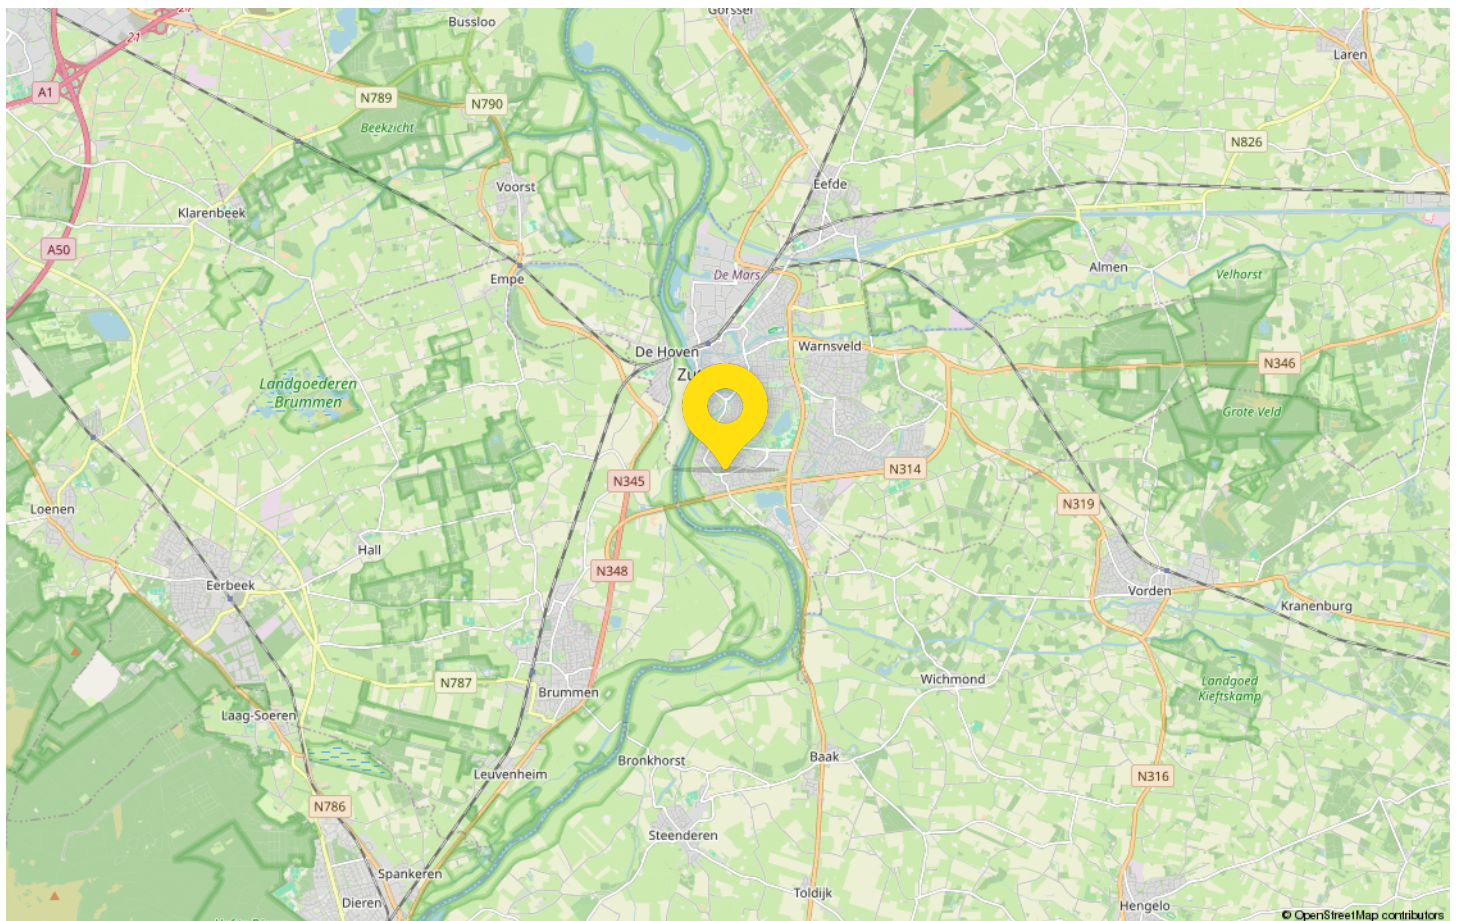 Gorssel
Bussloo
21
21
Laren
A1
N789
N790
Beekzicht
N826
Voorst
Eefde
Klarenbeek
A50
Empe
De Mars
Almen
Velhorst
De Hoven
Warnsveld
N346
Landgoederen
Brummen
Grote Veld
N345
N314
Loenen
N319
Hall
N348
Eerbeek
Vorden
Kranenburg
N787
Brummen
Wichmond
Landgoed
Kieftskamp
Laag-Soeren
Bronkhorst
Baak
Leuvenheim
N316
N786
Steenderen
Spankeren
Toldijk
Dieren
Hengelo
© OpenStreetMap contributors